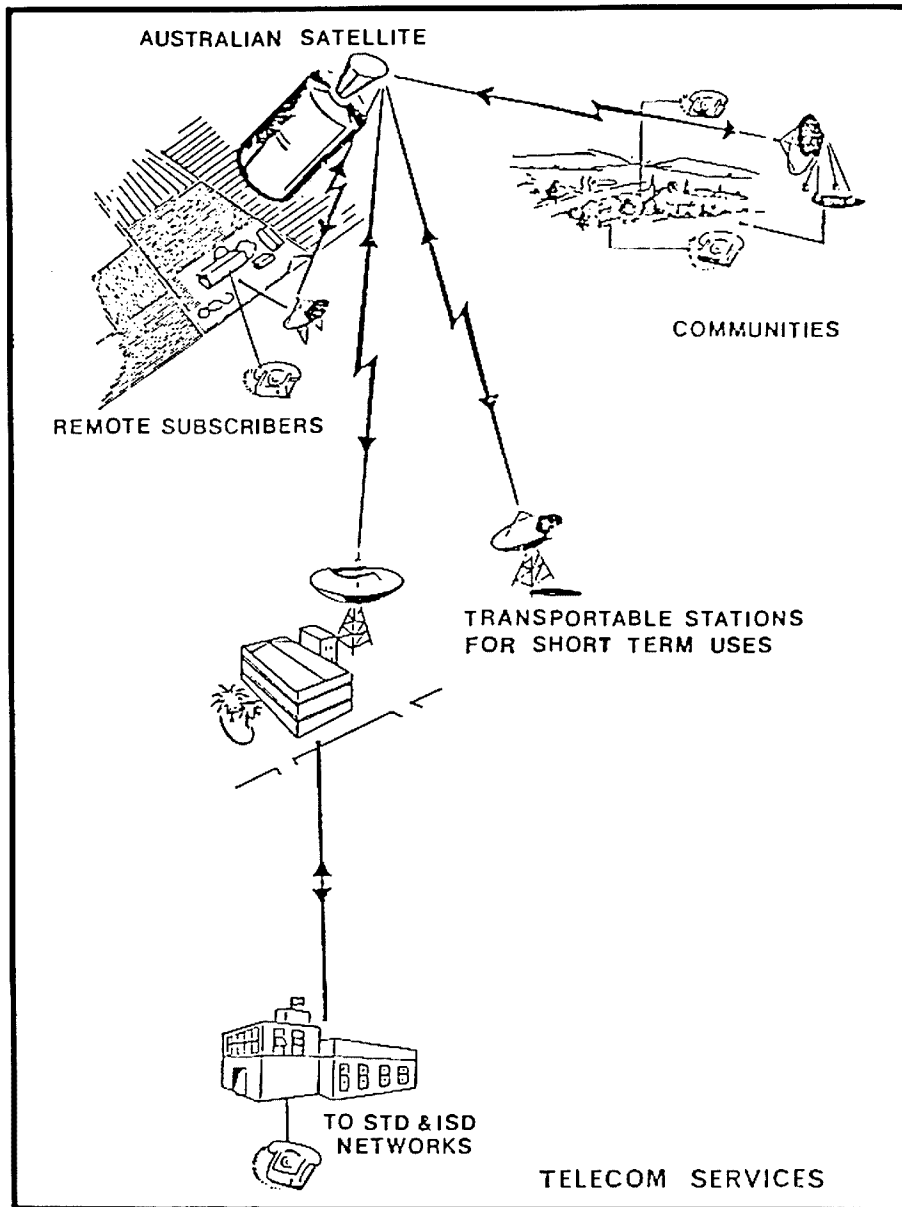 AUSTRALIAN SATELLITE
COMMUNITIES
REMOTE SUBSCRIBERS
TRANSPORTABLE STATIONS
FOR SHORT TERM USES
TO STD & ISD
NETWORKS
TELECOM SERVICES